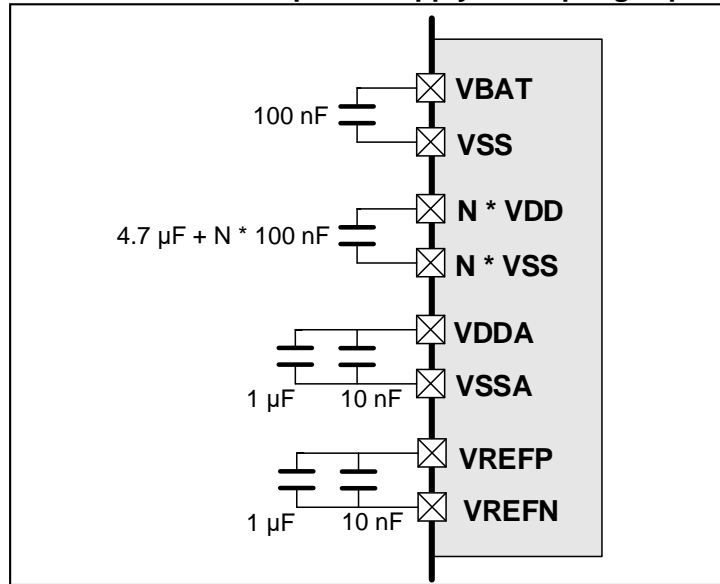 VBAT
100 nF
VSS
N * VDD
4.7 µF + N * 100 nF
N * VSS
VDDA
1 µF 10 nF
VSSA
VREFP
VREFN
1 µF 10 nF